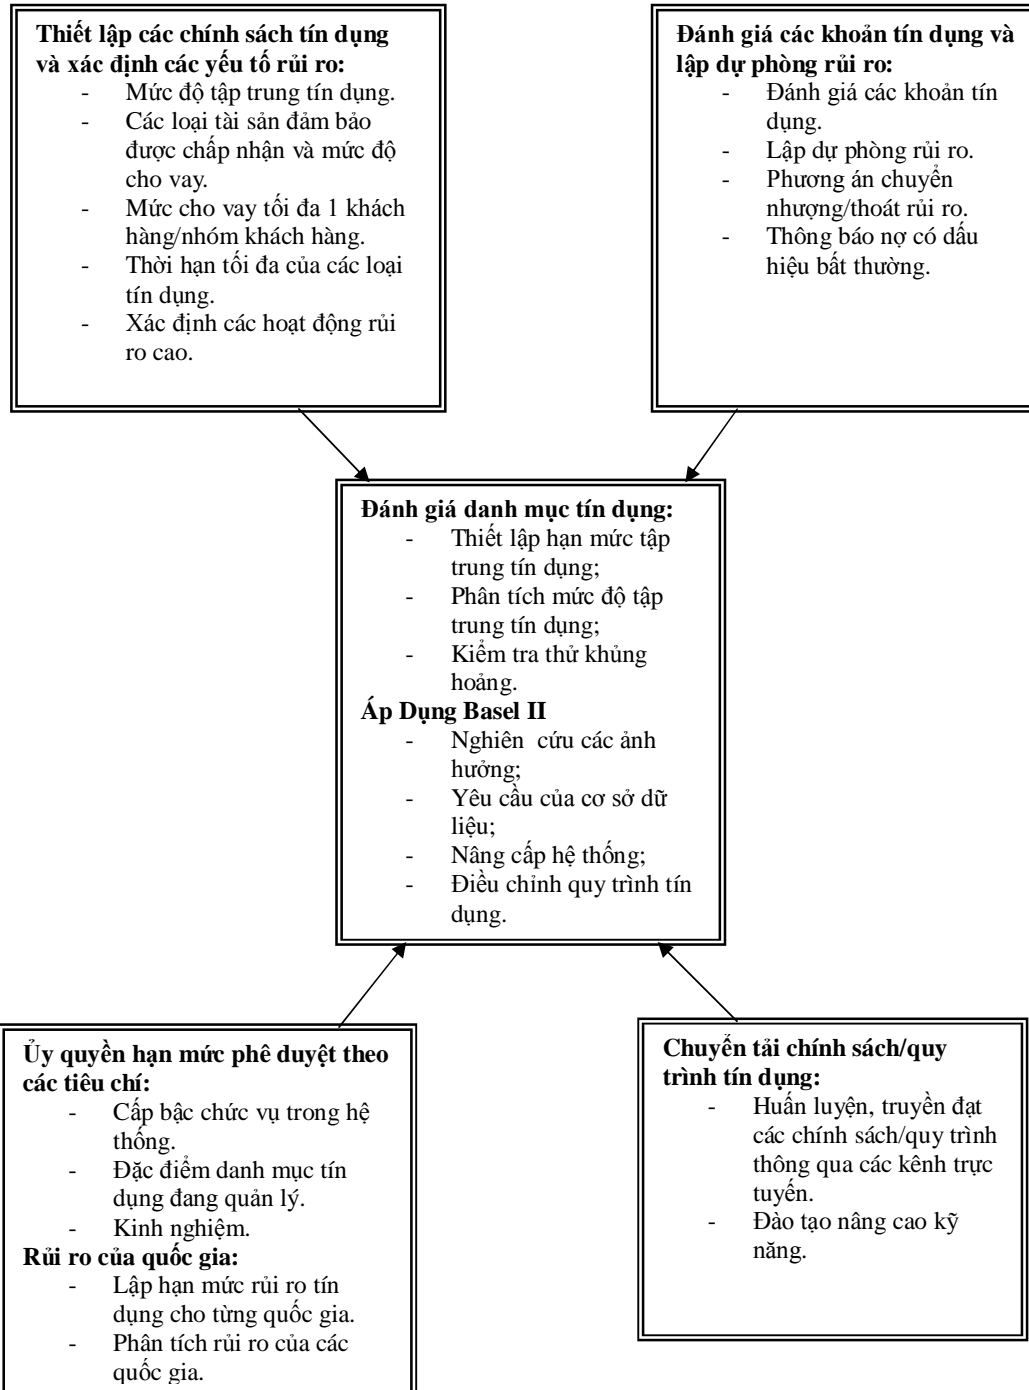 Thiết lập các chính sách tín dụng
và xác định các yếu tố rủi ro:
- Mức độ tập trung tín dụng.
- Các loại tài sản đảm bảo
được chấp nhận và mức độ
cho vay.
- Mức cho vay tối đa 1 khách
hàng/nhóm khách hàng.
- Thời hạn tối đa của các loại
tín dụng.
- Xác định các hoạt động rủi
ro cao.
Đánh giá các khoản tín dụng và
lập dự phòng rủi ro:
- Đánh giá các khoản tín
dụng.
- Lập dự phòng rủi ro.
- Phương án chuyển
nhượng/thoát rủi ro.
- Thông báo nợ có dấu
hiệu bất thường.
Đánh giá danh mục tín dụng:
- Thiết lập hạn mức tập
trung tín dụng;
- Phân tích mức độ tập
trung tín dụng;
- Kiểm tra thử khủng
hoảng.
Áp Dụng Basel II
- Nghiên cứu các ảnh
hưởng;
- Yêu cầu của cơ sở dữ
liệu;
- Nâng cấp hệ thống;
- Điều chỉnh quy trình tín
dụng.
Ủy quyền hạn mức phê duyệt theo
các tiêu chí:
- Cấp bậc chức vụ trong hệ
thống.
- Đặc điểm danh mục tín
dụng đang quản lý.
- Kinh nghiệm.
Rủi ro của quốc gia:
- Lập hạn mức rủi ro tín
dụng cho từng quốc gia.
- Phân tích rủi ro của các
quốc gia.
Chuyển tải chính sách/quy
trình tín dụng:
- Huấn luyện, truyền đạt
các chính sách/quy trình
thông qua các kênh trực
tuyến.
- Đào tạo nâng cao kỹ
năng.